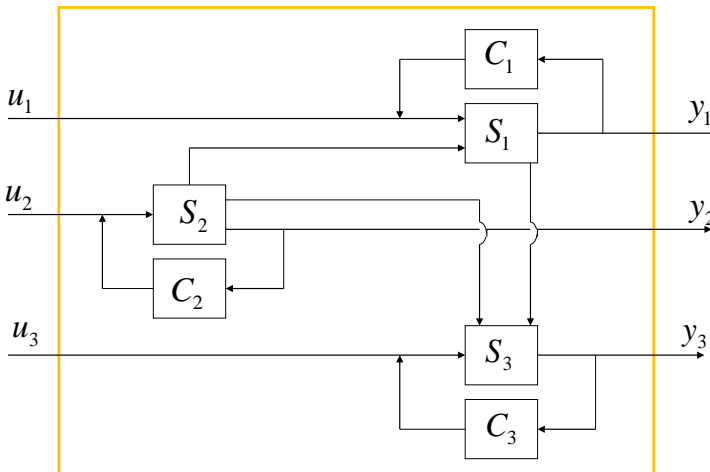 C₁
u₁
S₁
y₁
u₂
S₂
y₂
C₂
u₃
S₃
y₃
C₃